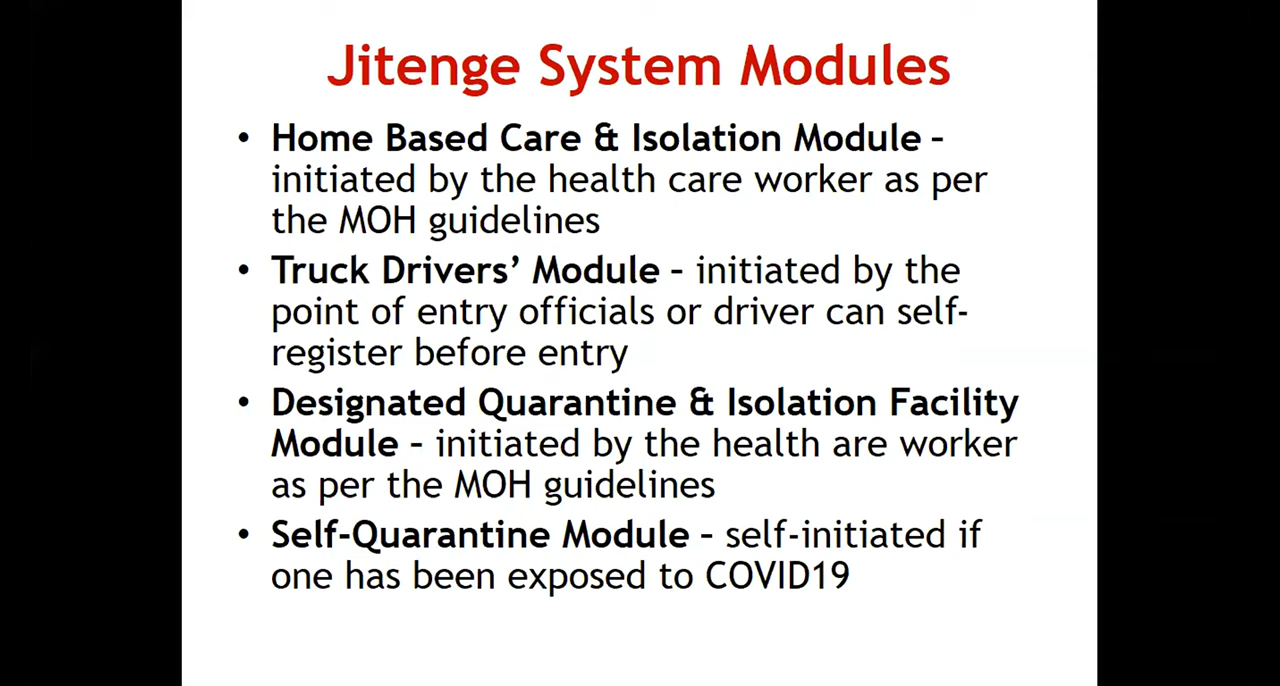 Jitenge System Modules
• Home Based Care & Isolation Module –
initiated by the health care worker as per
the MOH guidelines
• Truck Drivers’ Module – initiated by the
point of entry officials or driver can self-
register before entry
• Designated Quarantine & Isolation Facility
Module – initiated by the health are worker
as per the MOH guidelines
• Self-Quarantine Module – self-initiated if
one has been exposed to COVID19